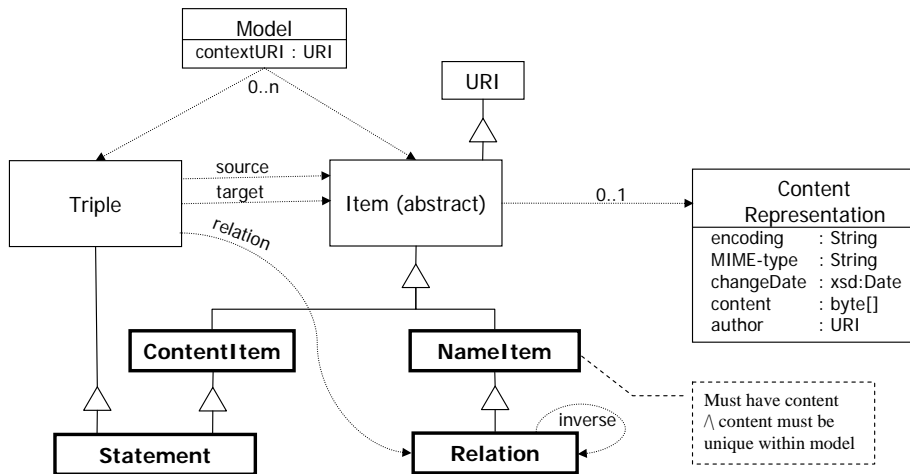 Model
contextURI : URI
0..n
URI
Triple
source
target
relation
Item (abstract)
0..1
Content
Representation
encoding : String
MIME-type : String
changeDate : xsd:Date
content : byte[]
author : URI
ContentItem
NameItem
Must have content
/\ content must be
unique within model
inverse
Statement
Relation